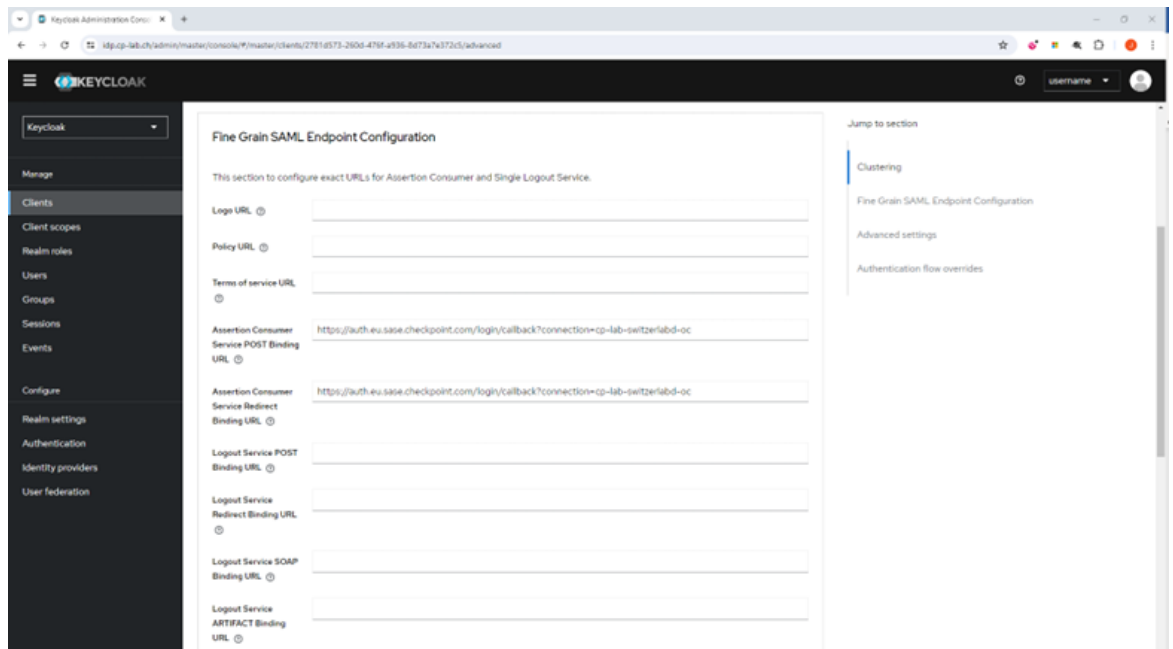 Keycloak Administration Consol
idp.cp-lab.ch/admin/master/console/#/master/clients/2781d573-260d-476f-a936-8d73a7e372c5/advanced
KEYCLOAK
username
Keycloak
Manage
Clients
Client scopes
Realm roles
Users
Groups
Sessions
Events
Configure
Realm settings
Authentication
Identity providers
User federation
Fine Grain SAML Endpoint Configuration
This section to configure exact URLs for Assertion Consumer and Single Logout Service.
Logo URL
Policy URL
Terms of service URL
Assertion Consumer
Service POST Binding
URL
https://auth.eu.sase.checkpoint.com/login/callback?connection=cp-lab-switzerlabd-oc
Assertion Consumer
Service Redirect
Binding URL
https://auth.eu.sase.checkpoint.com/login/callback?connection=cp-lab-switzerlabd-oc
Logout Service POST
Binding URL
Logout Service
Redirect Binding URL
Logout Service SOAP
Binding URL
Logout Service
ARTIFACT Binding
URL
Jump to section
Clustering
Fine Grain SAML Endpoint Configuration
Advanced settings
Authentication flow overrides